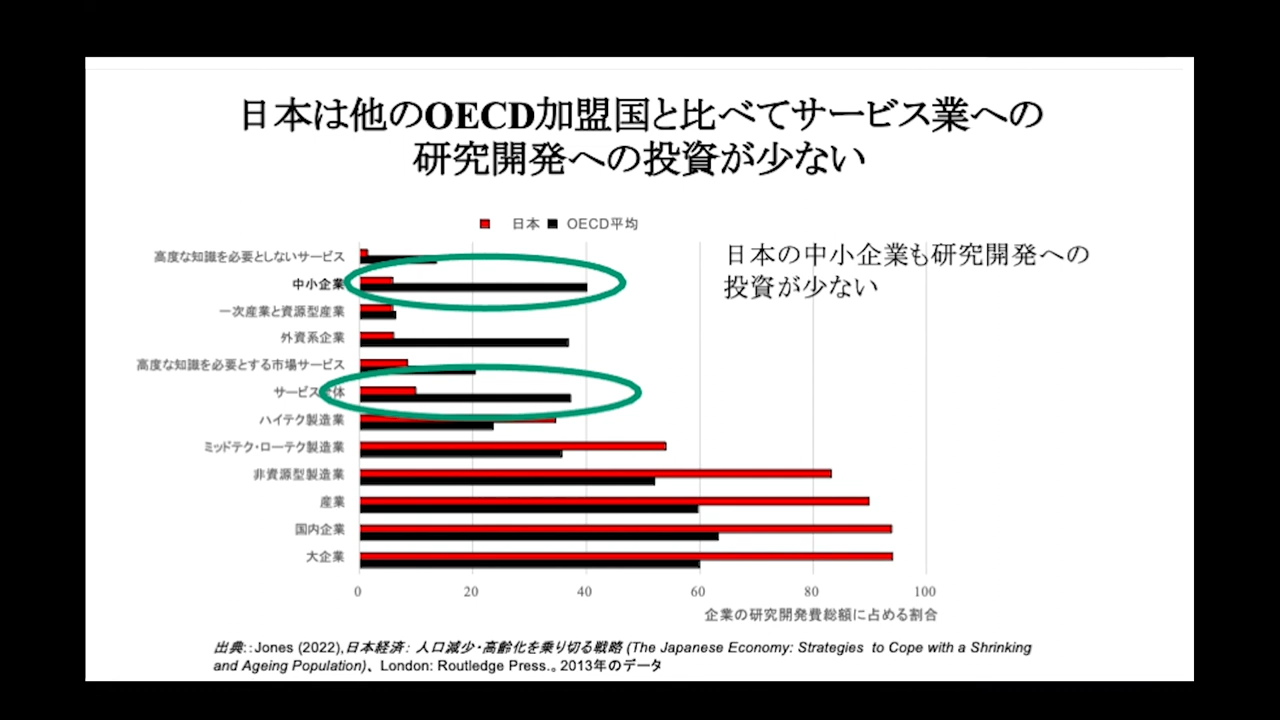 日本は他のOECD加盟国と比べてサービス業への
研究開発への投資が少ない
日本 OECD平均
日本の中小企業も研究開発への
投資が少ない
高度な知識を必要としないサービス
中小企業
一次産業と資源型産業
外資系企業
高度な知識を必要とする市場サービス
サービス全体
ハイテク製造業
ミッドテク・ローテク製造業
非資源型製造業
産業
国内企業
大企業
0 20 40 60 80 100
企業の研究開発費総額に占める割合
出典::Jones (2022),日本経済: 人口減少・高齢化を乗り切る戦略 (The Japanese Economy: Strategies to Cope with a Shrinking
and Ageing Population)、London: Routledge Press.。2013年のデータ